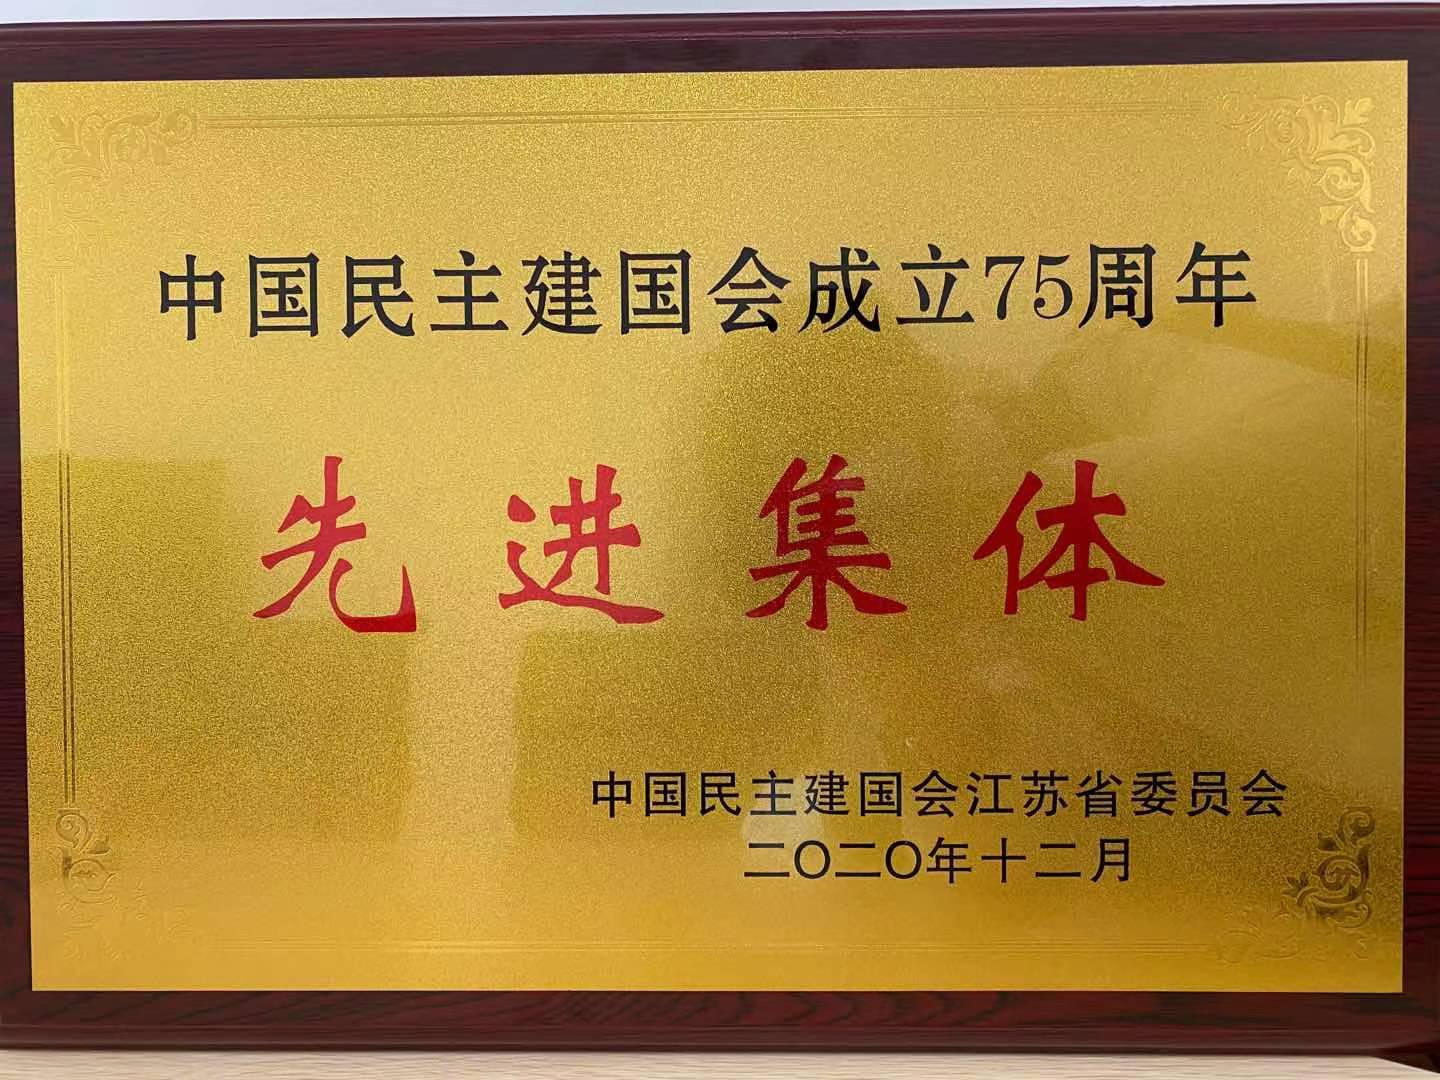 中国民主建国会成立75周年
先进集体
中国民主建国会江苏省委员会
二〇二〇年十二月